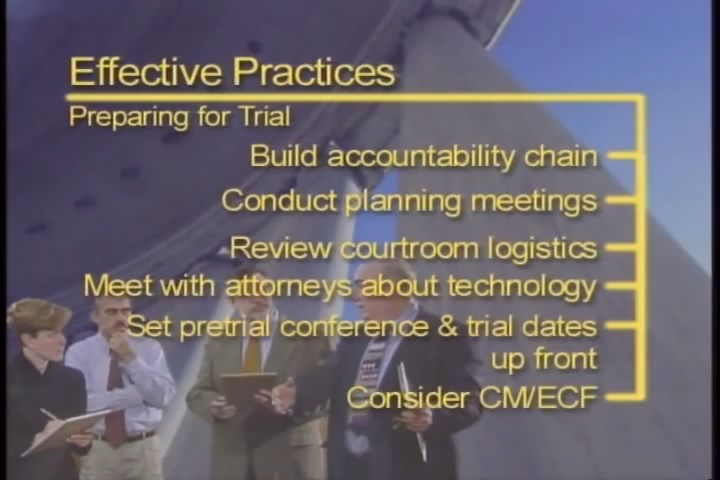 Effective Practices
Preparing for Trial
Build accountability chain
Conduct planning meetings
Review courtroom logistics
Meet with attorneys about technology
Set pretrial conference & trial dates
up front
Consider CM/ECF